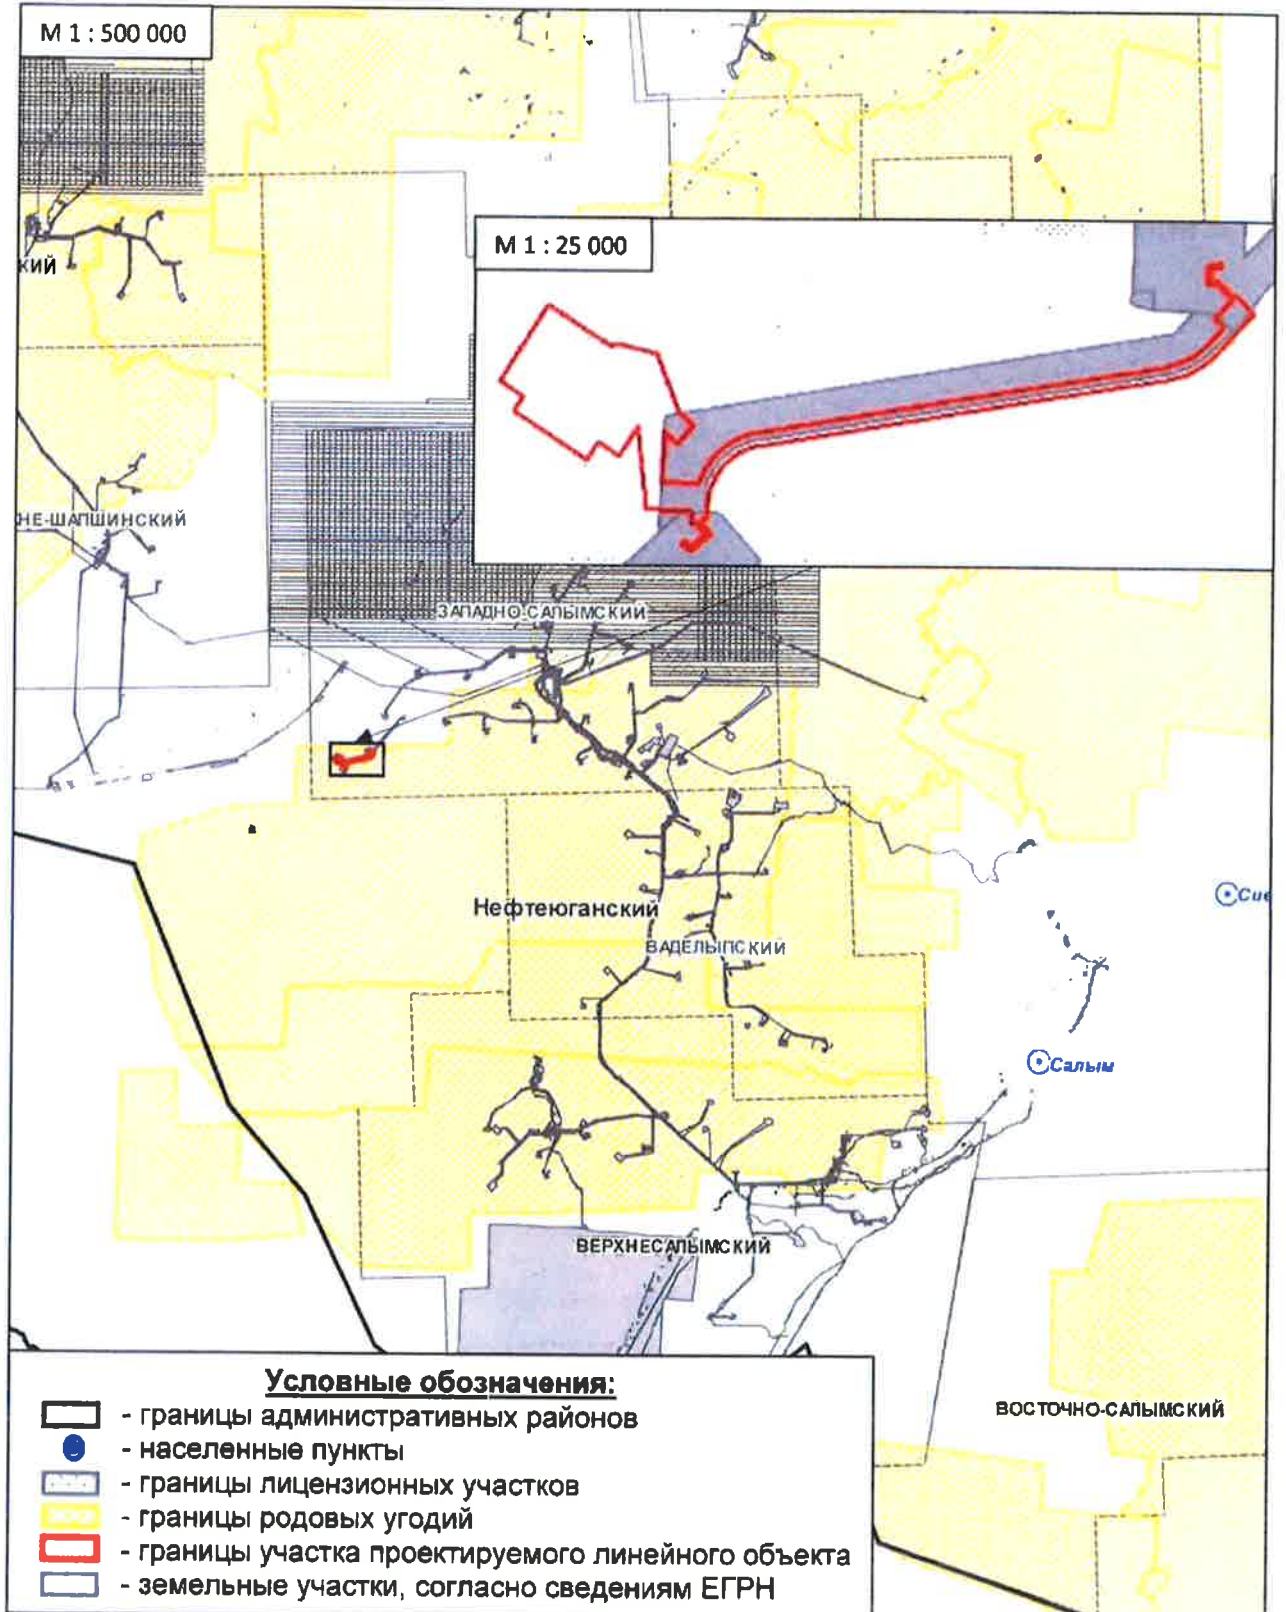 М 1 : 500 000
М 1 : 25 000
КИЙ
НЕ-ШАПШИНСКИЙ
ЗАПАДНО-САЛЫМСКИЙ
Нефтеюганский
Сив
ВАДЕЛЫПСКИЙ
Салым
ВЕРХНЕСАЛЫМСКИЙ
ВОСТОЧНО-САЛЫМСКИЙ
Условные обозначения:
- границы административных районов
- населенные пункты
- границы лицензионных участков
- границы родовых угодий
- границы участка проектируемого линейного объекта
- земельные участки, согласно сведениям ЕГРН